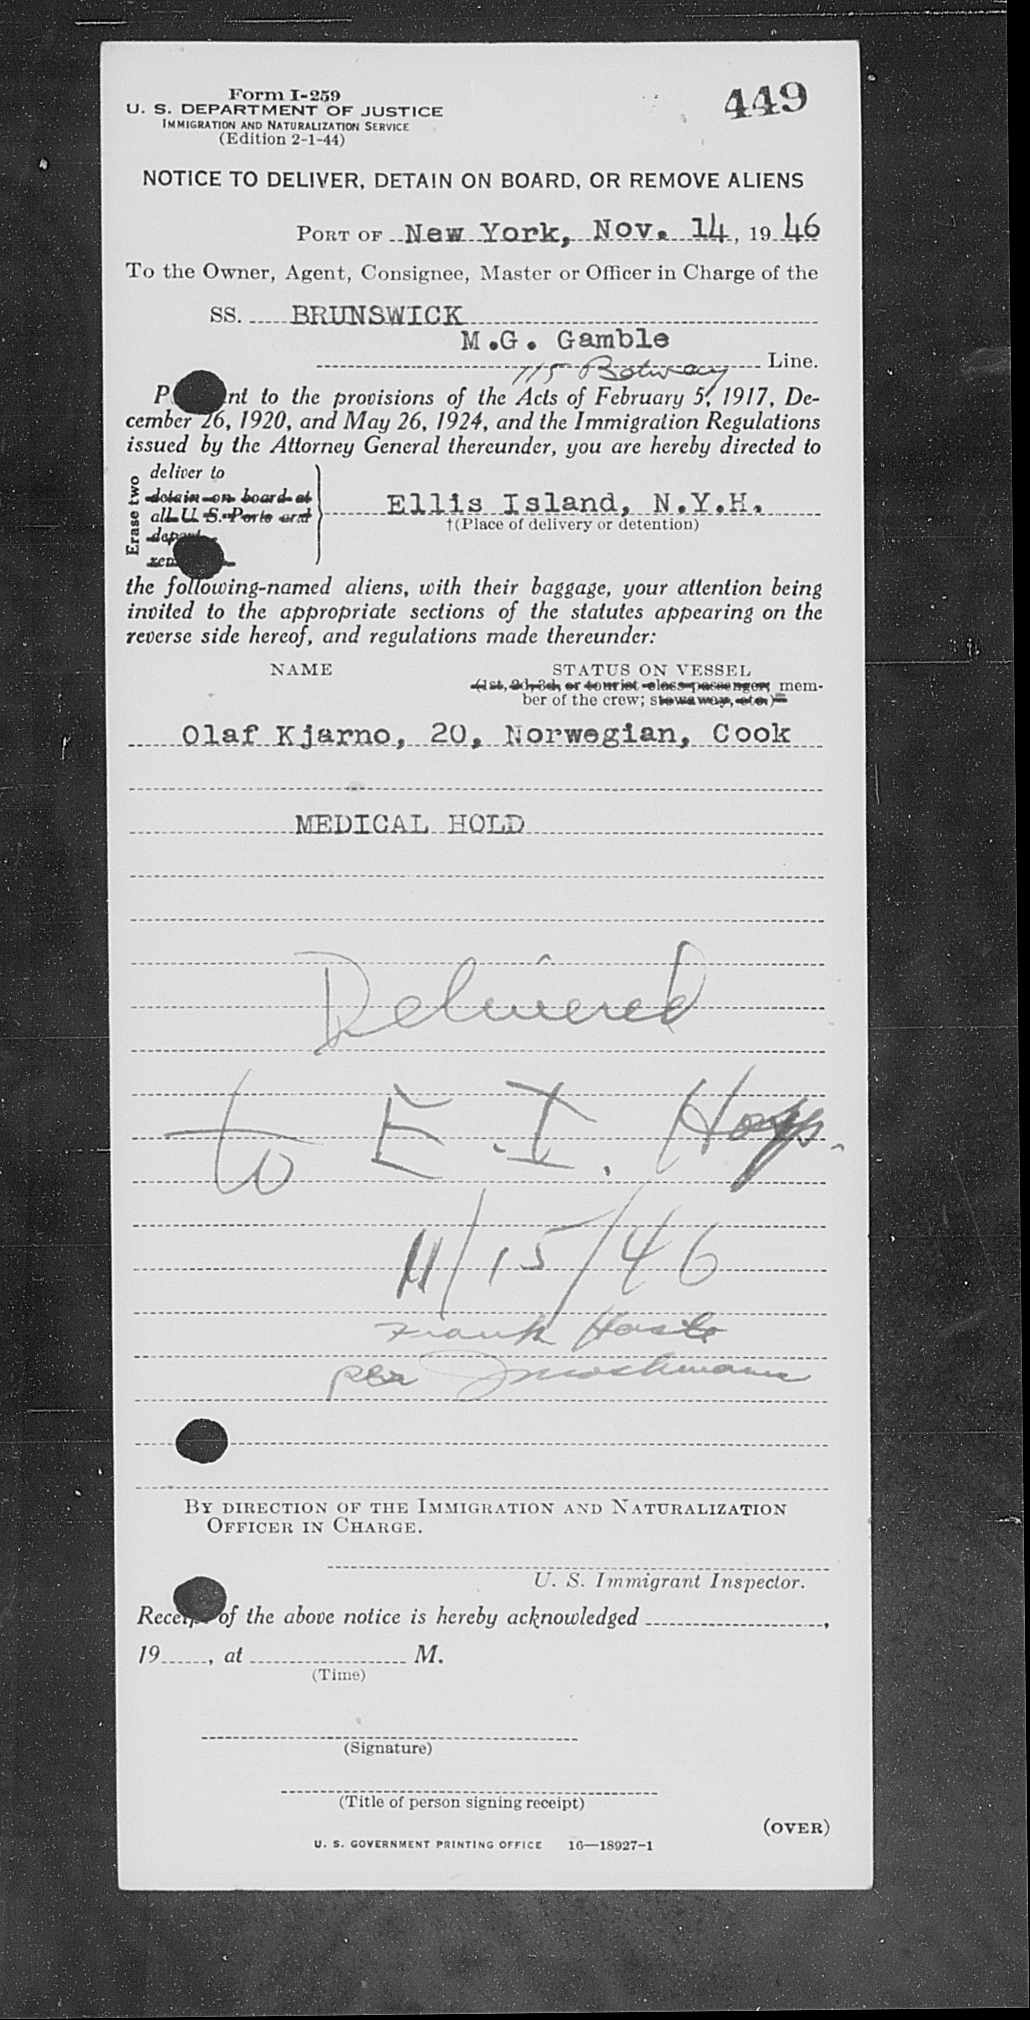 Form I-259
449
U. S. DEPARTMENT OF JUSTICE
IMMIGRATION AND NATURALIZATION SERVICE
(Edition 2-1-44)
NOTICE TO DELIVER, DETAIN ON BOARD, OR REMOVE ALIENS
PORT OF New York, Nov. 14, 1946
To the Owner, Agent, Consignee, Master or Officer in Charge of the
SS. BRUNSWICK
M.G. Gamble
115 Line.
P nt to the provisions of the Acts of February 5, 1917, De-
cember 26, 1920, and May 26, 1924, and the Immigration Regulations
issued by the Attorney General thereunder, you are hereby directed to
Erase two
deliver to
detain on board at
all U. S. Ports and
Ellis Island, N.Y.H.
†(Place of delivery or detention)
the following-named aliens, with their baggage, your attention being
invited to the appropriate sections of the statutes appearing on the
reverse side hereof, and regulations made thereunder:
NAME STATUS ON VESSEL
(1st, 2d, 3d, or tourist class passenger; mem-
ber of the crew; stowaway, etc.)
Olaf Kjarno, 20, Norwegian, Cook
MEDICAL HOLD
Delivered
to E.I. Hosp.
11/15/46
Frank
per
BY DIRECTION OF THE IMMIGRATION AND NATURALIZATION
OFFICER IN CHARGE.
U. S. Immigrant Inspector.
Receipt of the above notice is hereby acknowledged ,
19 , at M.
(Time)
(Signature)
(Title of person signing receipt)
(OVER)
U. S. GOVERNMENT PRINTING OFFICE 16—18927-1